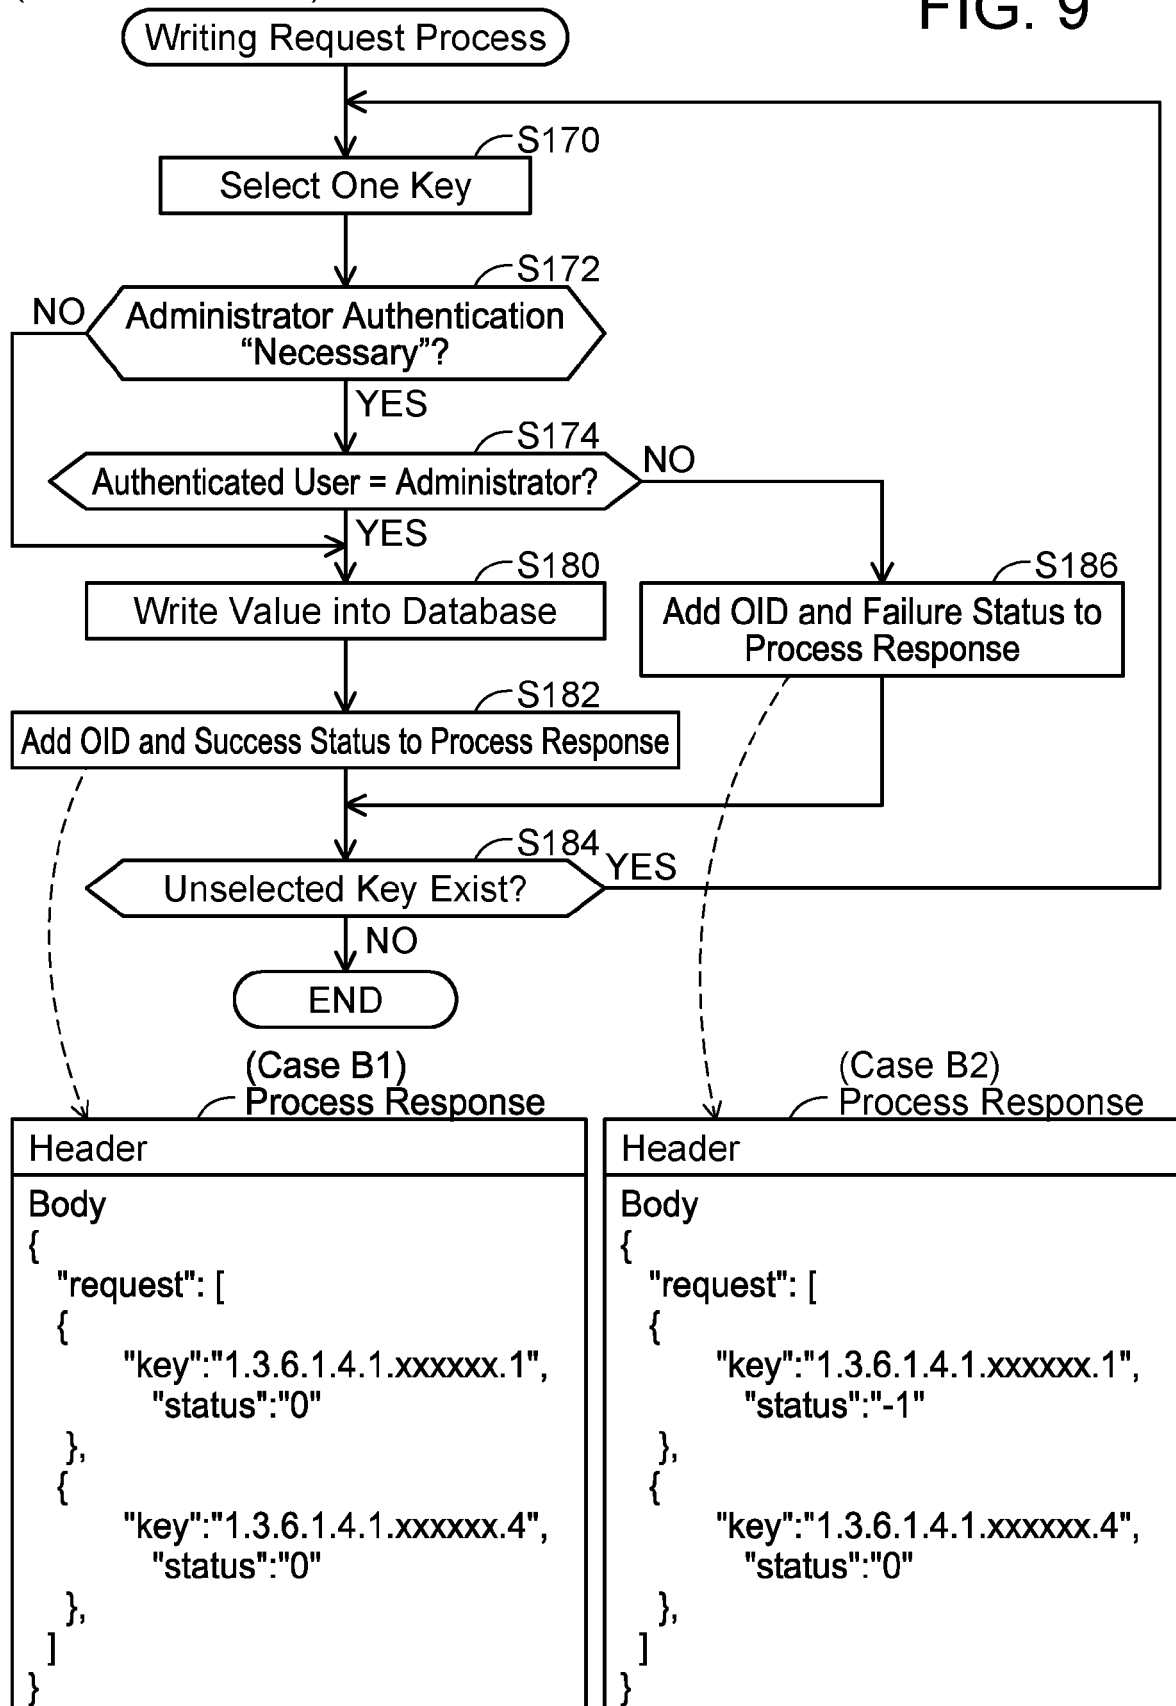 FIG. 9
Writing Request Process
S170
Select One Key
S172
NO
Administrator Authentication
“Necessary”?
YES
S174
Authenticated User = Administrator?
NO
YES
S180
Write Value into Database
S186
Add OID and Failure Status to
Process Response
S182
Add OID and Success Status to Process Response
S184
Unselected Key Exist?
YES
NO
END
(Case B1)
Process Response
Header
Body
{
"request": [
{
"key":"1.3.6.1.4.1.xxxxxx.1",
"status":"0"
},
{
"key":"1.3.6.1.4.1.xxxxxx.4",
"status":"0"
},
]
}
(Case B2)
Process Response
Header
Body
{
"request": [
{
"key":"1.3.6.1.4.1.xxxxxx.1",
"status":"-1"
},
{
"key":"1.3.6.1.4.1.xxxxxx.4",
"status":"0"
},
]
}